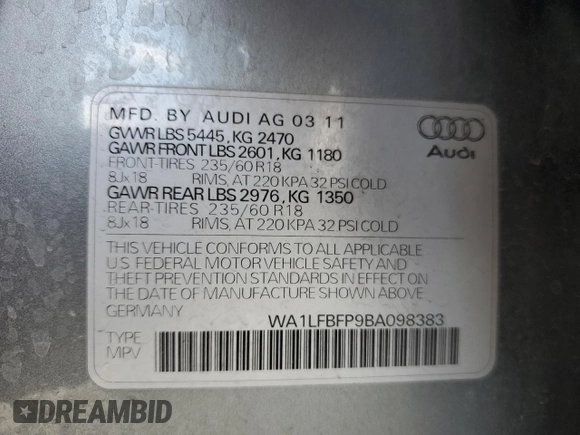 MFD. BY AUDI AG 03 11
GVWR LBS 5445, KG 2470
GAWR FRONT LBS 2601, KG 1180
FRONT-TIRES 235/60 R18
8Jx18 RIMS, AT 220 KPA 32 PSI COLD
GAWR REAR LBS 2976, KG 1350
REAR-TIRES 235/60 R18
8Jx18 RIMS, AT 220 KPA 32 PSI COLD
Audi
THIS VEHICLE CONFORMS TO ALL APPLICABLE
U.S FEDERAL MOTOR VEHICLE SAFETY AND
THEFT PREVENTION STANDARDS IN EFFECT ON
THE DATE OF MANUFACTURE SHOWN ABOVE.
GERMANY
WA1LFBFP9BA098383
TYPE
MPV
DREAMBID